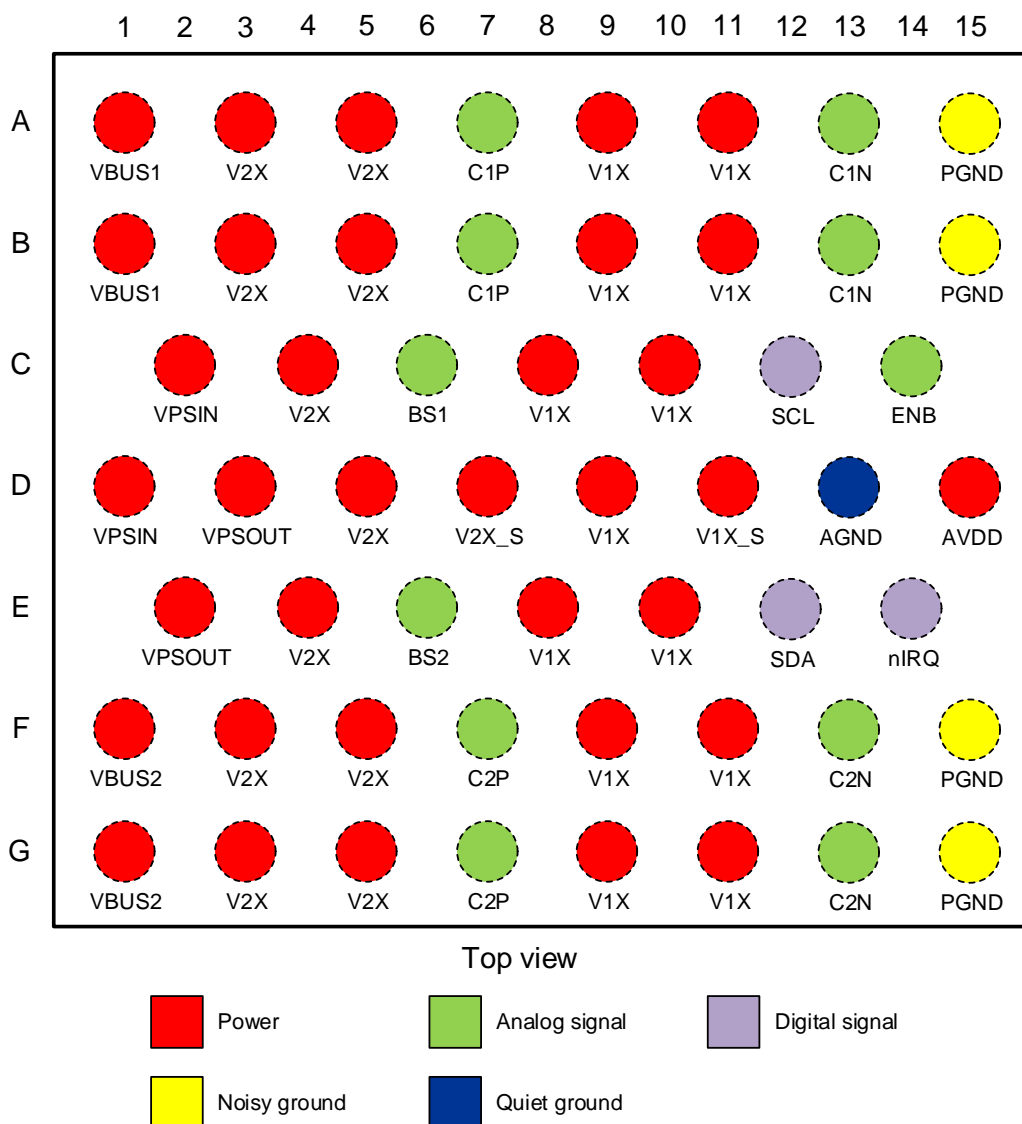 1 2 3 4 5 6 7 8 9 10 11 12 13 14 15
A
VBUS1 V2X V2X C1P V1X V1X C1N PGND
B
VBUS1 V2X V2X C1P V1X V1X C1N PGND
C
VPSIN V2X BS1 V1X V1X SCL ENB
D
VPSIN VPSOUT V2X V2X_S V1X V1X_S AGND AVDD
E
VPSOUT V2X BS2 V1X V1X SDA nIRQ
F
VBUS2 V2X V2X C2P V1X V1X C2N PGND
G
VBUS2 V2X V2X C2P V1X V1X C2N PGND
Top view
Power Analog signal Digital signal
Noisy ground Quiet ground